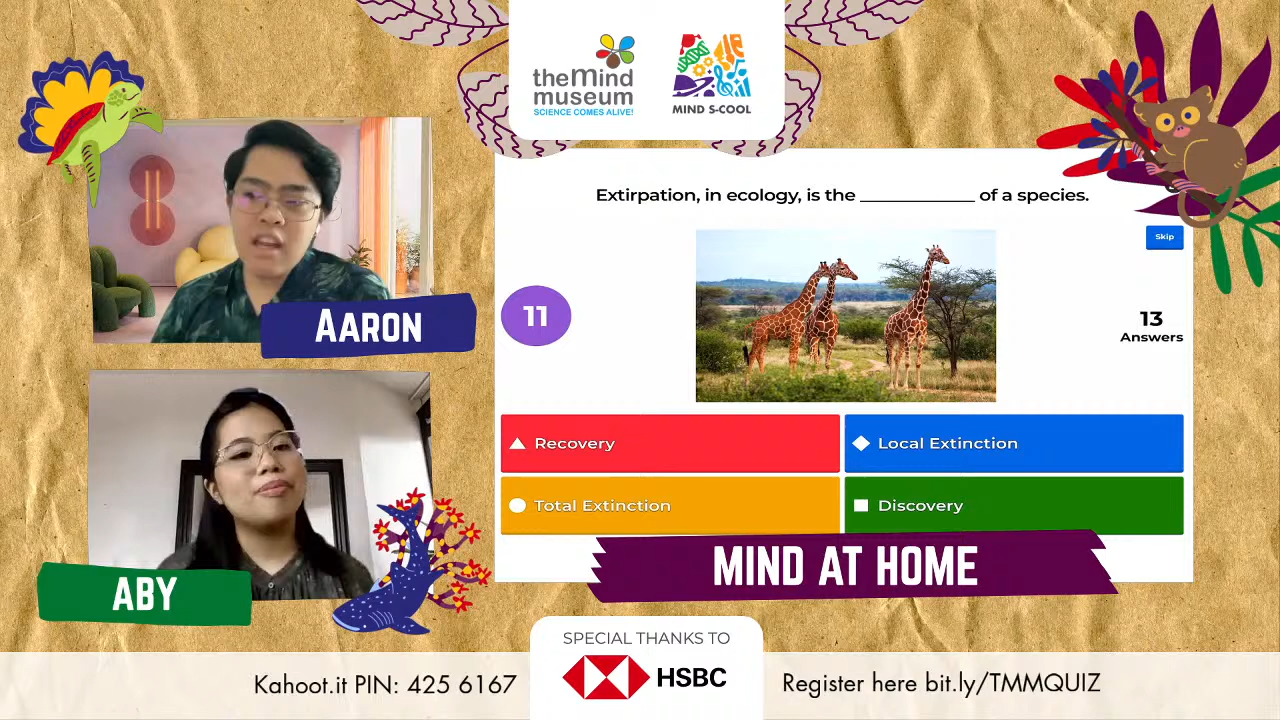 themind
museum
SCIENCE COMES ALIVE!
MIND S-COOL
Extirpation, in ecology, is the ____________ of a species.
Skip
11
13
Answers
Recovery
Local Extinction
Total Extinction
Discovery
AARON
ABY
MIND AT HOME
SPECIAL THANKS TO
HSBC
Kahoot.it PIN: 425 6167
Register here bit.ly/TMMQUIZ